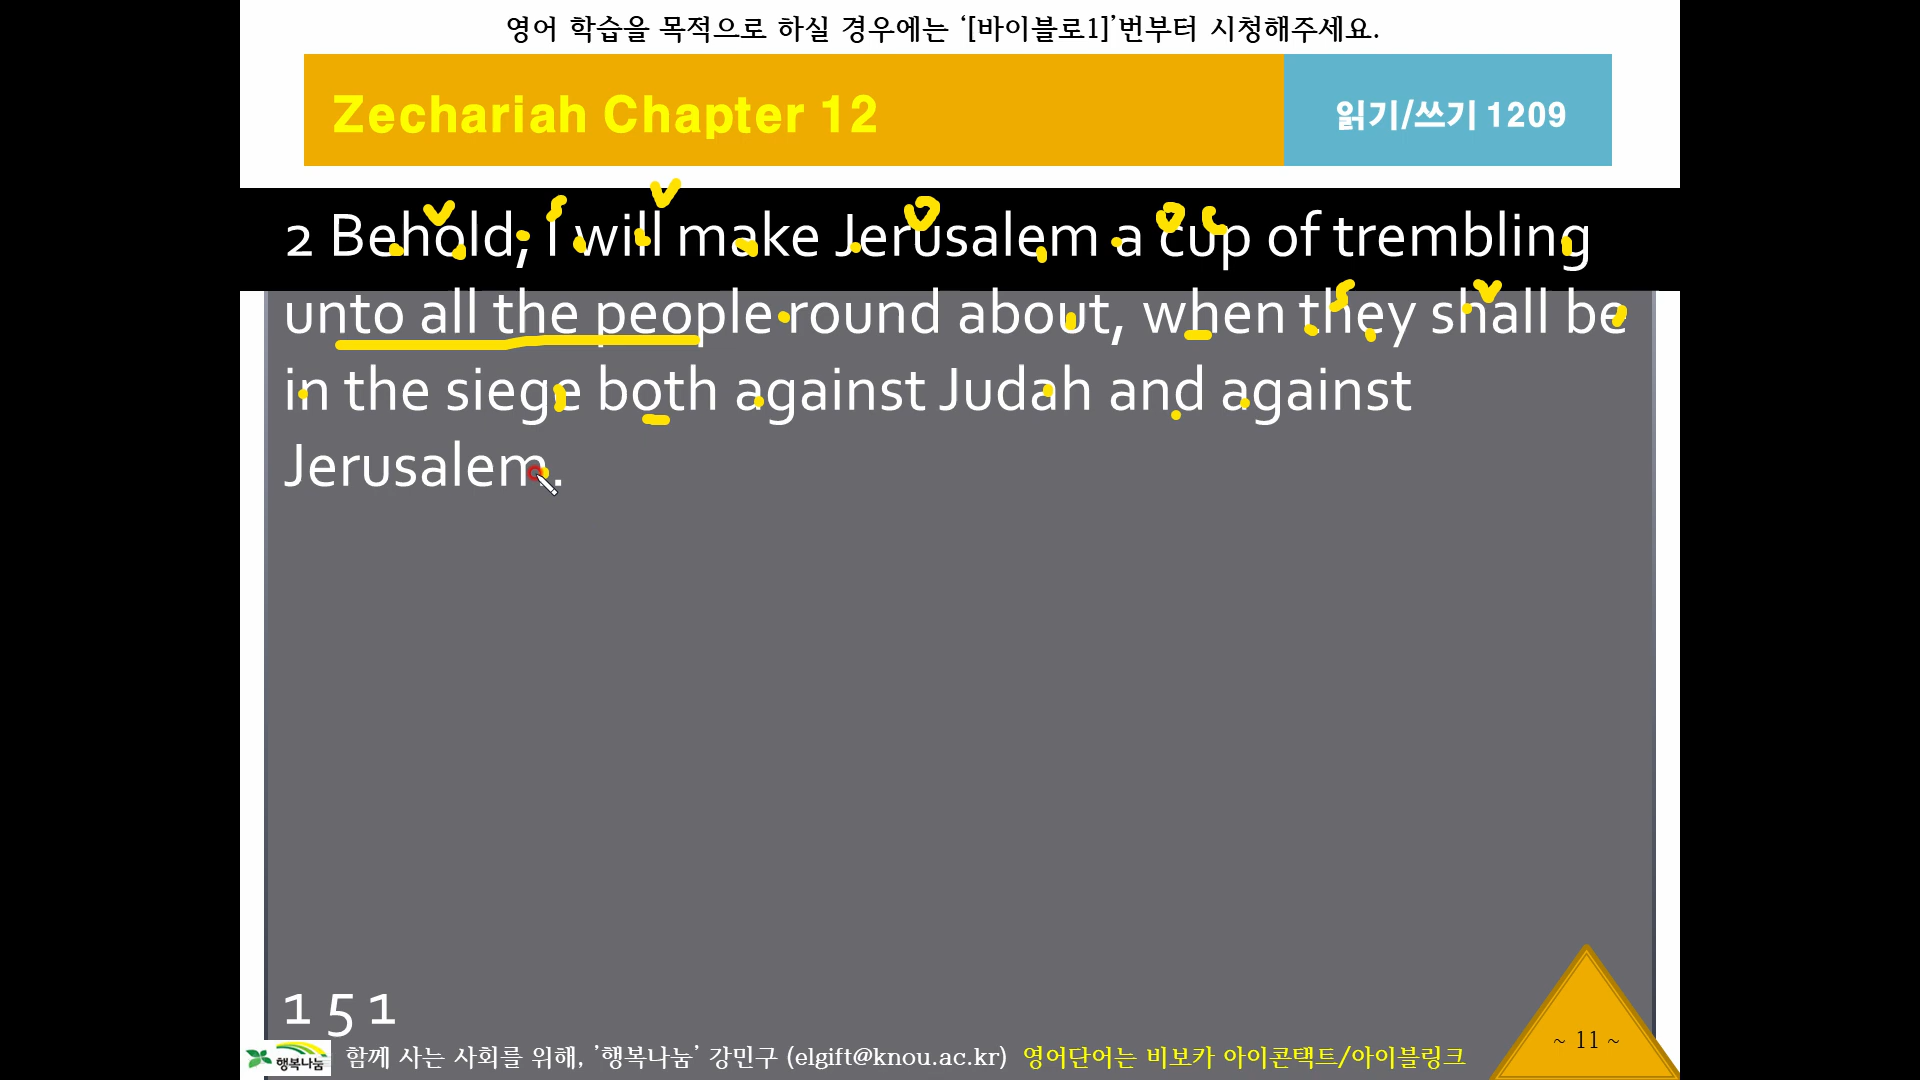 영어 학습을 목적으로 하실 경우에는 ‘[바이블로1]’번부터 시청해주세요.
Zechariah Chapter 12
읽기/쓰기 1209
2 Behold, I will make Jerusalem a cup of trembling
unto all the people round about, when they shall be
in the siege both against Judah and against
Jerusalem.
1 5 1
~ 11 ~
행복나눔 함께 사는 사회를 위해, ’행복나눔’ 강민구 (elgift@knou.ac.kr) 영어단어는 비보카 아이콘택트/아이블링크